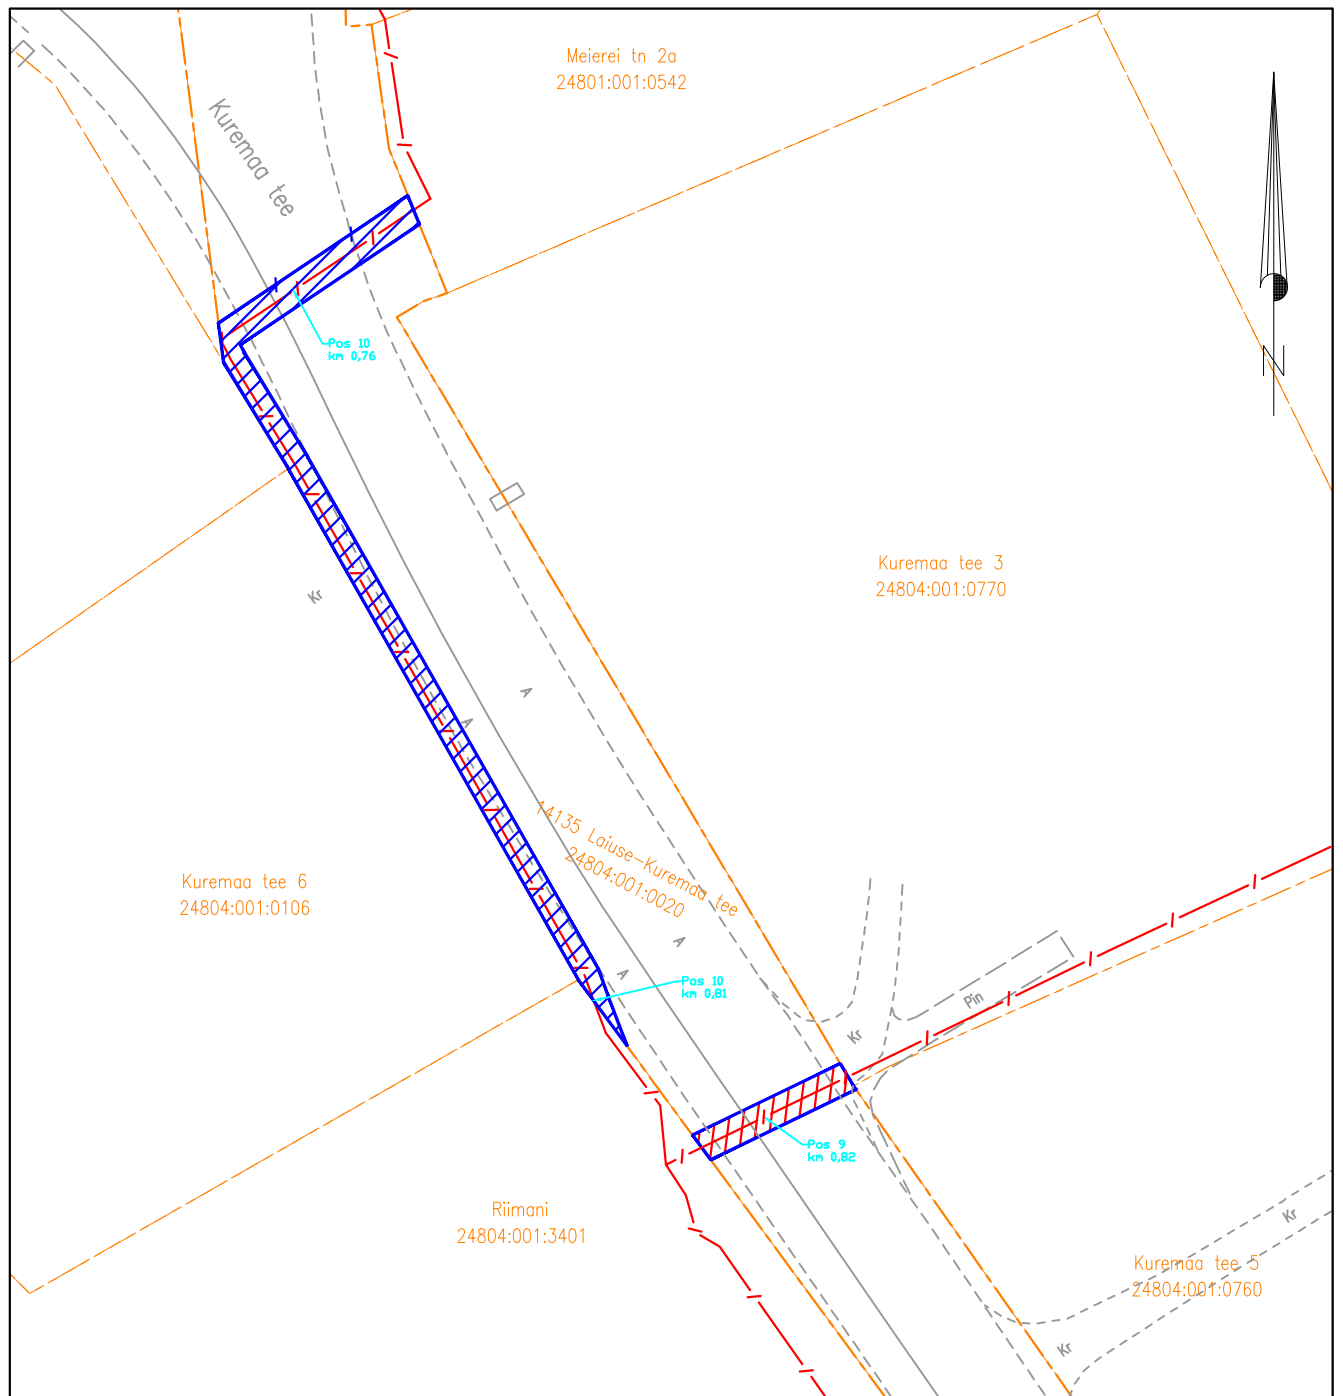 Meierei tn 2a
24801:001:0542
Kuremaa tee
Pos 10
km 0,76
N
Kuremaa tee 3
24804:001:0770
Kr
A
A
14135 Laiuse-Kuremaa tee
24804:001:0020
Kuremaa tee 6
24804:001:0106
A
A
Pos 10
km 0,81
Pin
Kr
Pos 9
km 0,82
Riimani
24804:001:3401
Kr
Kuremaa tee 5
24804:001:0760
Kr